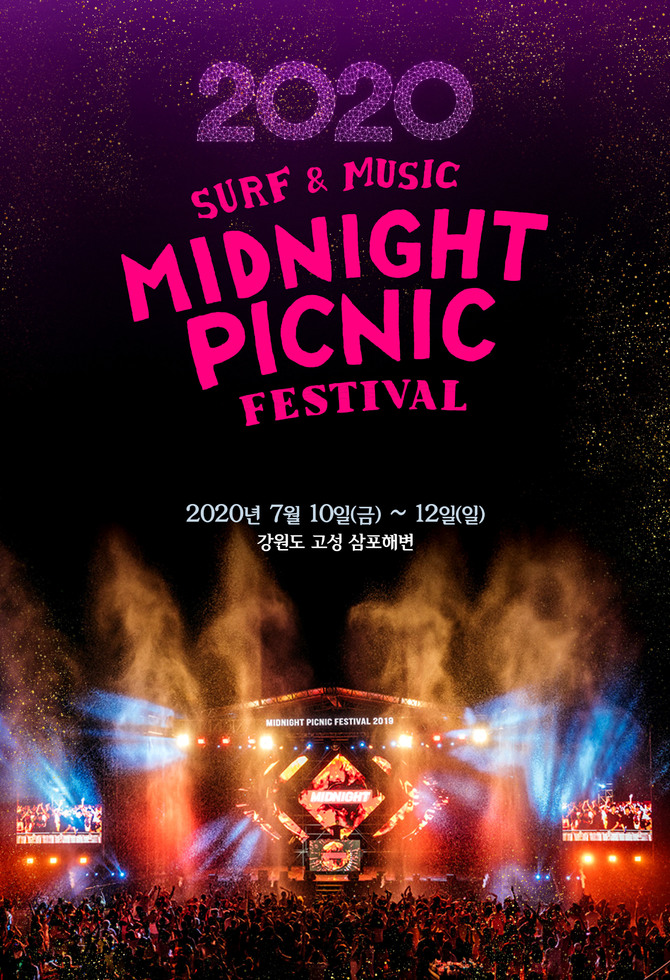 2020
SURF & MUSIC
MIDNIGHT
PICNIC
FESTIVAL
2020년 7월 10일(금) ~ 12일(일)
강원도 고성 삼포해변
MIDNIGHT PICNIC FESTIVAL 2019
MIDNIGHT